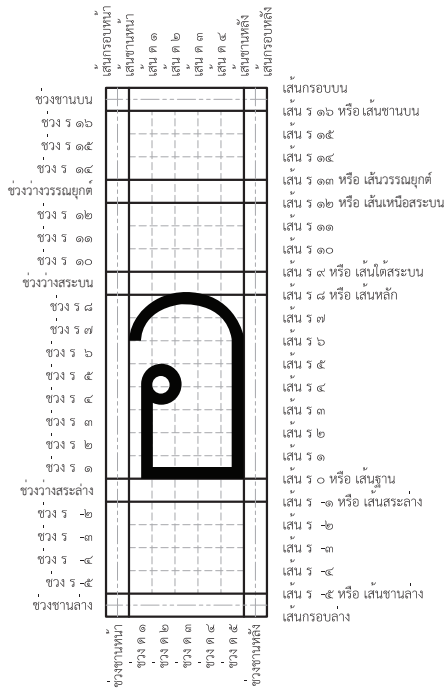 เส้นกรอบหน้า
เส้นชานหน้า
เส้น ด ๑
เส้น ด ๒
เส้น ด ๓
เส้น ด ๔
เส้นชานหลัง
เส้นกรอบหลัง
ช่วงชานบน
ช่วง ร ๑๖
ช่วง ร ๑๕
ช่วง ร ๑๔
ช่วงว่างวรรณยุกต์
ช่วง ร ๑๒
ช่วง ร ๑๑
ช่วง ร ๑๐
ช่วงว่างสระบน
ช่วง ร ๘
ช่วง ร ๗
ช่วง ร ๖
ช่วง ร ๕
ช่วง ร ๔
ช่วง ร ๓
ช่วง ร ๒
ช่วง ร ๑
ช่วงว่างสระล่าง
ช่วง ร -๒
ช่วง ร -๓
ช่วง ร -๔
ช่วง ร -๕
ช่วงชานล่าง
เส้นกรอบบน
เส้น ร ๑๖ หรือ เส้นชานบน
เส้น ร ๑๕
เส้น ร ๑๔
เส้น ร ๑๓ หรือ เส้นวรรณยุกต์
เส้น ร ๑๒ หรือ เส้นเหนือสระบน
เส้น ร ๑๑
เส้น ร ๑๐
เส้น ร ๙ หรือ เส้นใต้สระบน
เส้น ร ๘ หรือ เส้นหลัก
เส้น ร ๗
เส้น ร ๖
เส้น ร ๕
เส้น ร ๔
เส้น ร ๓
เส้น ร ๒
เส้น ร ๑
เส้น ร ๐ หรือ เส้นฐาน
เส้น ร -๑ หรือ เส้นสระล่าง
เส้น ร -๒
เส้น ร -๓
เส้น ร -๔
เส้น ร -๕ หรือ เส้นชานล่าง
เส้นกรอบล่าง
ช่วงชานหน้า
ช่วง ด ๑
ช่วง ด ๒
ช่วง ด ๓
ช่วง ด ๔
ช่วง ด ๕
ช่วงชานหลัง